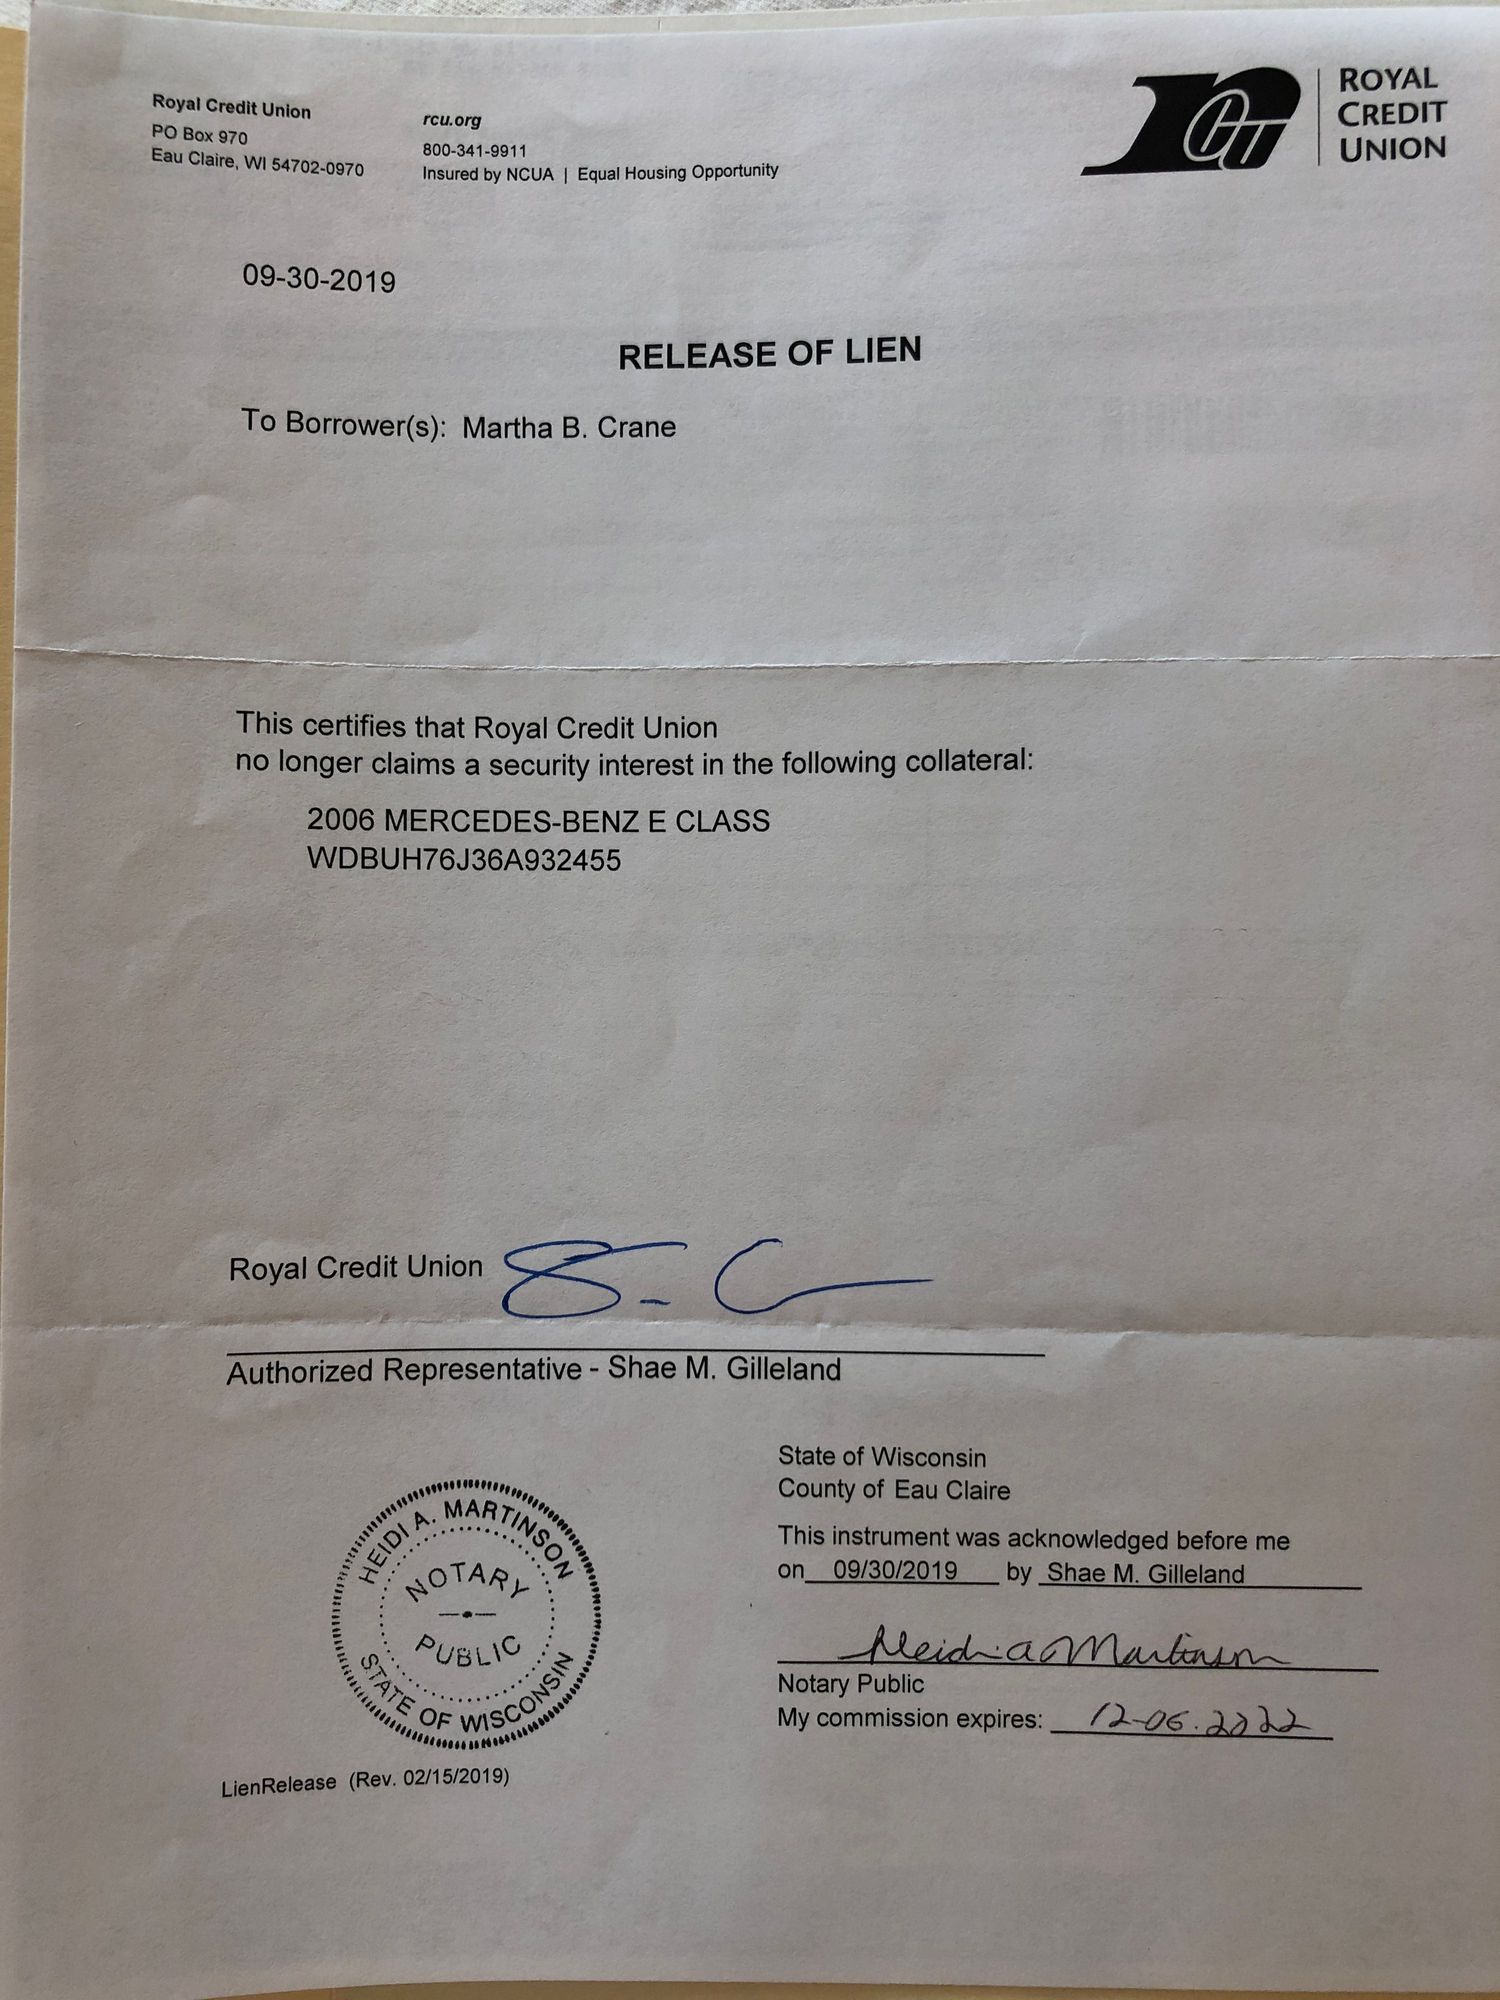 Royal Credit Union
PO Box 970
Eau Claire, WI 54702-0970
rcu.org
800-341-9911
Insured by NCUA | Equal Housing Opportunity
rcu
ROYAL
CREDIT
UNION
09-30-2019
RELEASE OF LIEN
To Borrower(s): Martha B. Crane
This certifies that Royal Credit Union
no longer claims a security interest in the following collateral:
2006 MERCEDES-BENZ E CLASS
WDBUH76J36A932455
Royal Credit Union
Authorized Representative - Shae M. Gilleland
HEIDI A. MARTINSON
NOTARY
PUBLIC
STATE OF WISCONSIN
State of Wisconsin
County of Eau Claire
This instrument was acknowledged before me
on 09/30/2019 by Shae M. Gilleland
Heidi A Martinson
Notary Public
My commission expires: 12-06.2022
LienRelease (Rev. 02/15/2019)